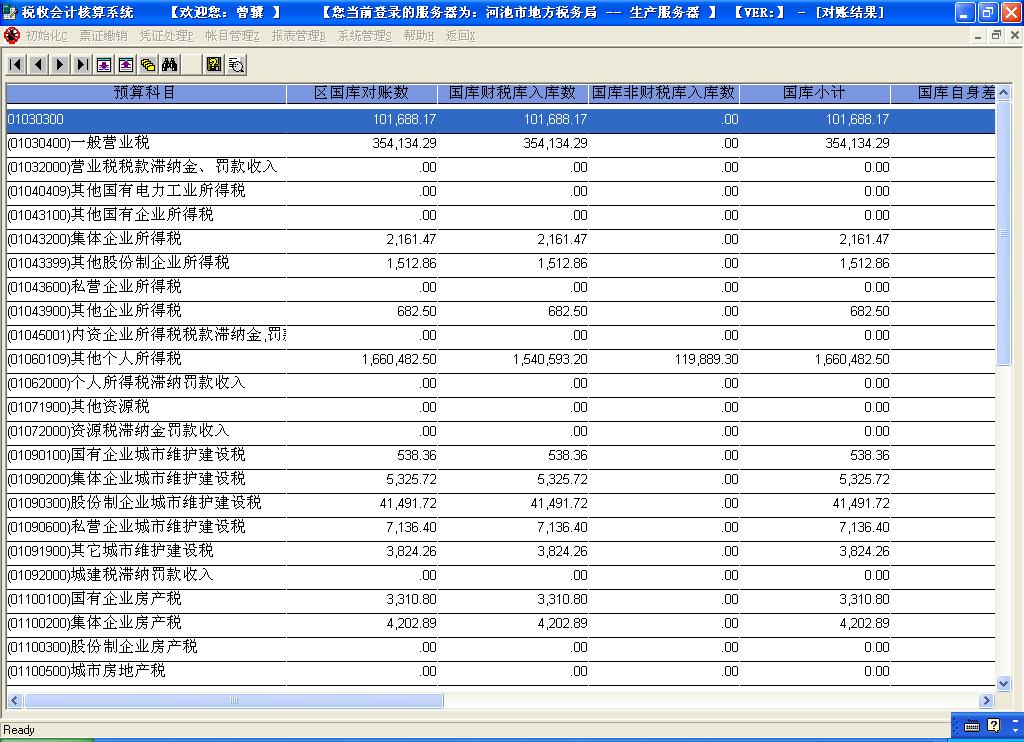 税收会计核算系统 【欢迎您：曾骥 】 【您当前登录的服务器为：河池市地方税务局 -- 生产服务器 】 【VER:】 - [对账结果]
初始化C 票证缴销 凭证处理P 帐目管理Z 报表管理B 系统管理S 帮助H 返回X
预算科目 区国库对账数 国库财税库入库数 国库非财税库入库数 国库小计 国库自身差
01030300 101,688.17 101,688.17 .00 101,688.17
(01030400)一般营业税 354,134.29 354,134.29 .00 354,134.29
(01032000)营业税税款滞纳金、罚款收入 .00 .00 .00 0.00
(01040409)其他国有电力工业所得税 .00 .00 .00 0.00
(01043100)其他国有企业所得税 .00 .00 .00 0.00
(01043200)集体企业所得税 2,161.47 2,161.47 .00 2,161.47
(01043399)其他股份制企业所得税 1,512.86 1,512.86 .00 1,512.86
(01043600)私营企业所得税 .00 .00 .00 0.00
(01043900)其他企业所得税 682.50 682.50 .00 682.50
(01045001)内资企业所得税税款滞纳金,罚 .00 .00 .00 0.00
(01060109)其他个人所得税 1,660,482.50 1,540,593.20 119,889.30 1,660,482.50
(01062000)个人所得税滞纳罚款收入 .00 .00 .00 0.00
(01071900)其他资源税 .00 .00 .00 0.00
(01072000)资源税滞纳金罚款收入 .00 .00 .00 0.00
(01090100)国有企业城市维护建设税 538.36 538.36 .00 538.36
(01090200)集体企业城市维护建设税 5,325.72 5,325.72 .00 5,325.72
(01090300)股份制企业城市维护建设税 41,491.72 41,491.72 .00 41,491.72
(01090600)私营企业城市维护建设税 7,136.40 7,136.40 .00 7,136.40
(01091900)其它城市维护建设税 3,824.26 3,824.26 .00 3,824.26
(01092000)城建税滞纳罚款收入 .00 .00 .00 0.00
(01100100)国有企业房产税 3,310.80 3,310.80 .00 3,310.80
(01100200)集体企业房产税 4,202.89 4,202.89 .00 4,202.89
(01100300)股份制企业房产税 .00 .00 .00 0.00
(01100500)城市房地产税 .00 .00 .00 0.00
Ready